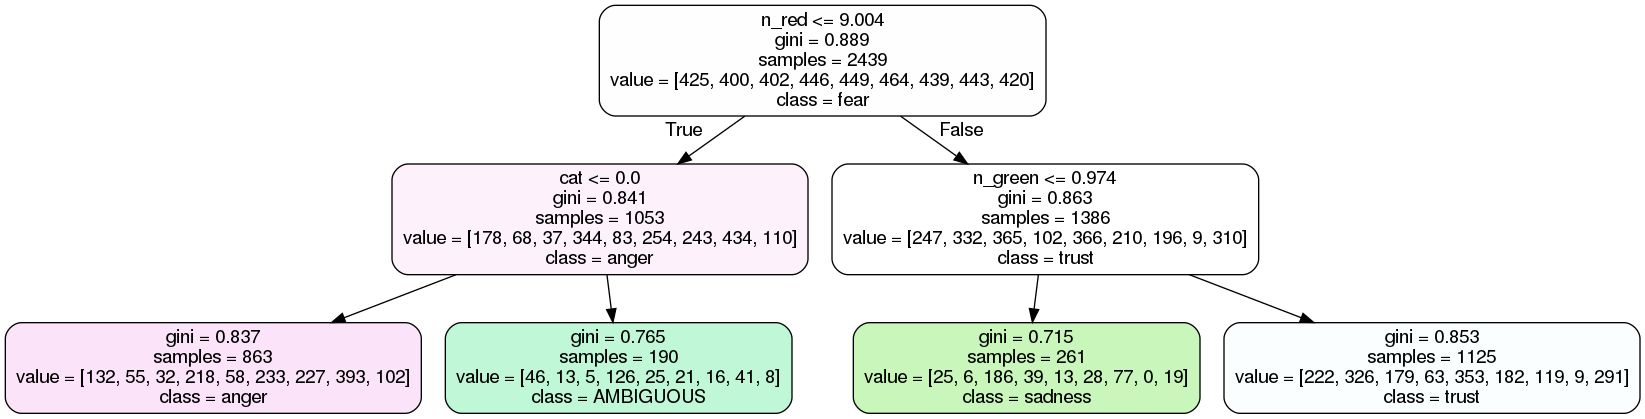 n_red <= 9.004
gini = 0.889
samples = 2439
value = [425, 400, 402, 446, 449, 464, 439, 443, 420]
class = fear
True
False
cat <= 0.0
gini = 0.841
samples = 1053
value = [178, 68, 37, 344, 83, 254, 243, 434, 110]
class = anger
n_green <= 0.974
gini = 0.863
samples = 1386
value = [247, 332, 365, 102, 366, 210, 196, 9, 310]
class = trust
gini = 0.837
samples = 863
value = [132, 55, 32, 218, 58, 233, 227, 393, 102]
class = anger
gini = 0.765
samples = 190
value = [46, 13, 5, 126, 25, 21, 16, 41, 8]
class = AMBIGUOUS
gini = 0.715
samples = 261
value = [25, 6, 186, 39, 13, 28, 77, 0, 19]
class = sadness
gini = 0.853
samples = 1125
value = [222, 326, 179, 63, 353, 182, 119, 9, 291]
class = trust